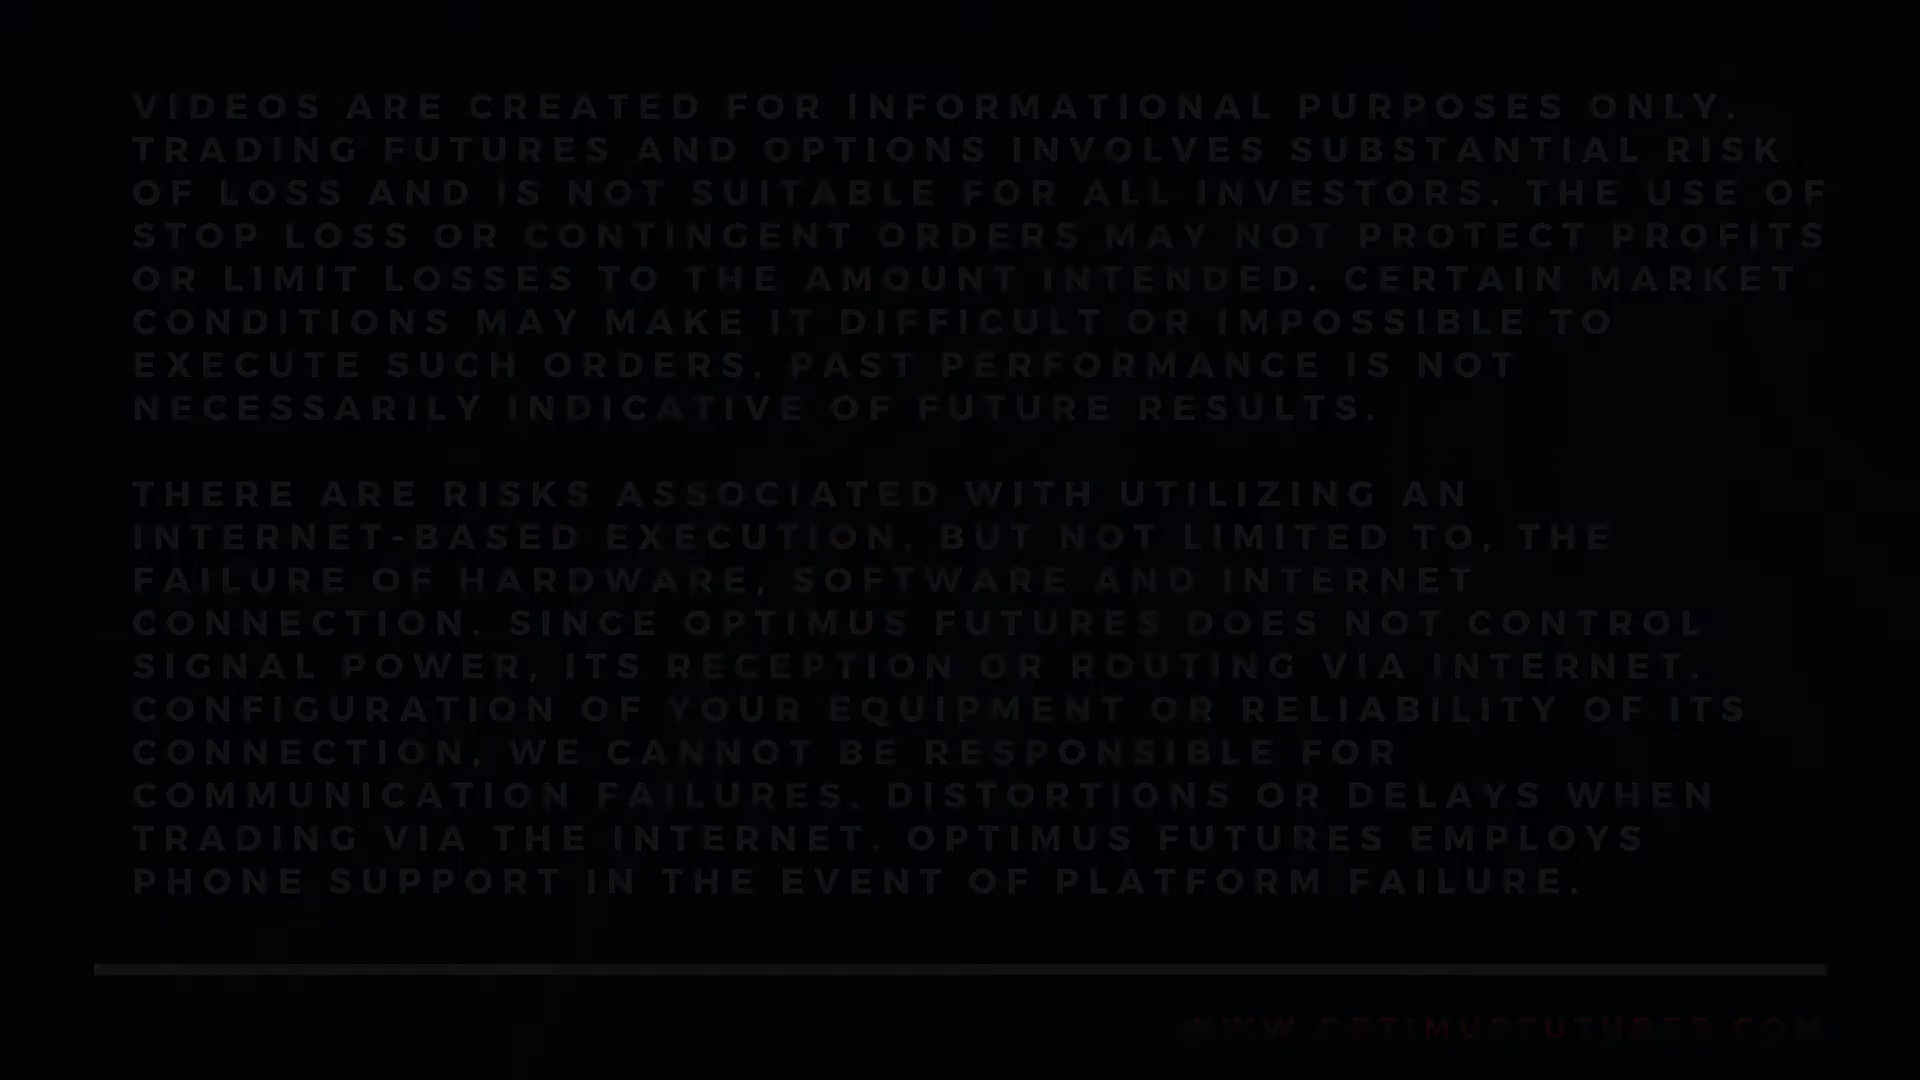 VIDEOS ARE CREATED FOR INFORMATIONAL PURPOSES ONLY.
TRADING FUTURES AND OPTIONS INVOLVES SUBSTANTIAL RISK
OF LOSS AND IS NOT SUITABLE FOR ALL INVESTORS. THE USE OF
STOP LOSS OR CONTINGENT ORDERS MAY NOT PROTECT PROFITS
OR LIMIT LOSSES TO THE AMOUNT INTENDED. CERTAIN MARKET
CONDITIONS MAY MAKE IT DIFFICULT OR IMPOSSIBLE TO
EXECUTE SUCH ORDERS. PAST PERFORMANCE IS NOT
NECESSARILY INDICATIVE OF FUTURE RESULTS.
THERE ARE RISKS ASSOCIATED WITH UTILIZING AN
INTERNET-BASED EXECUTION, BUT NOT LIMITED TO, THE
FAILURE OF HARDWARE, SOFTWARE AND INTERNET
CONNECTION. SINCE OPTIMUS FUTURES DOES NOT CONTROL
SIGNAL POWER, ITS RECEPTION OR ROUTING VIA INTERNET,
CONFIGURATION OF YOUR EQUIPMENT OR RELIABILITY OF ITS
CONNECTION, WE CANNOT BE RESPONSIBLE FOR
COMMUNICATION FAILURES, DISTORTIONS OR DELAYS WHEN
TRADING VIA THE INTERNET. OPTIMUS FUTURES EMPLOYS
PHONE SUPPORT IN THE EVENT OF PLATFORM FAILURE.
WWW.OPTIMUSFUTURES.COM